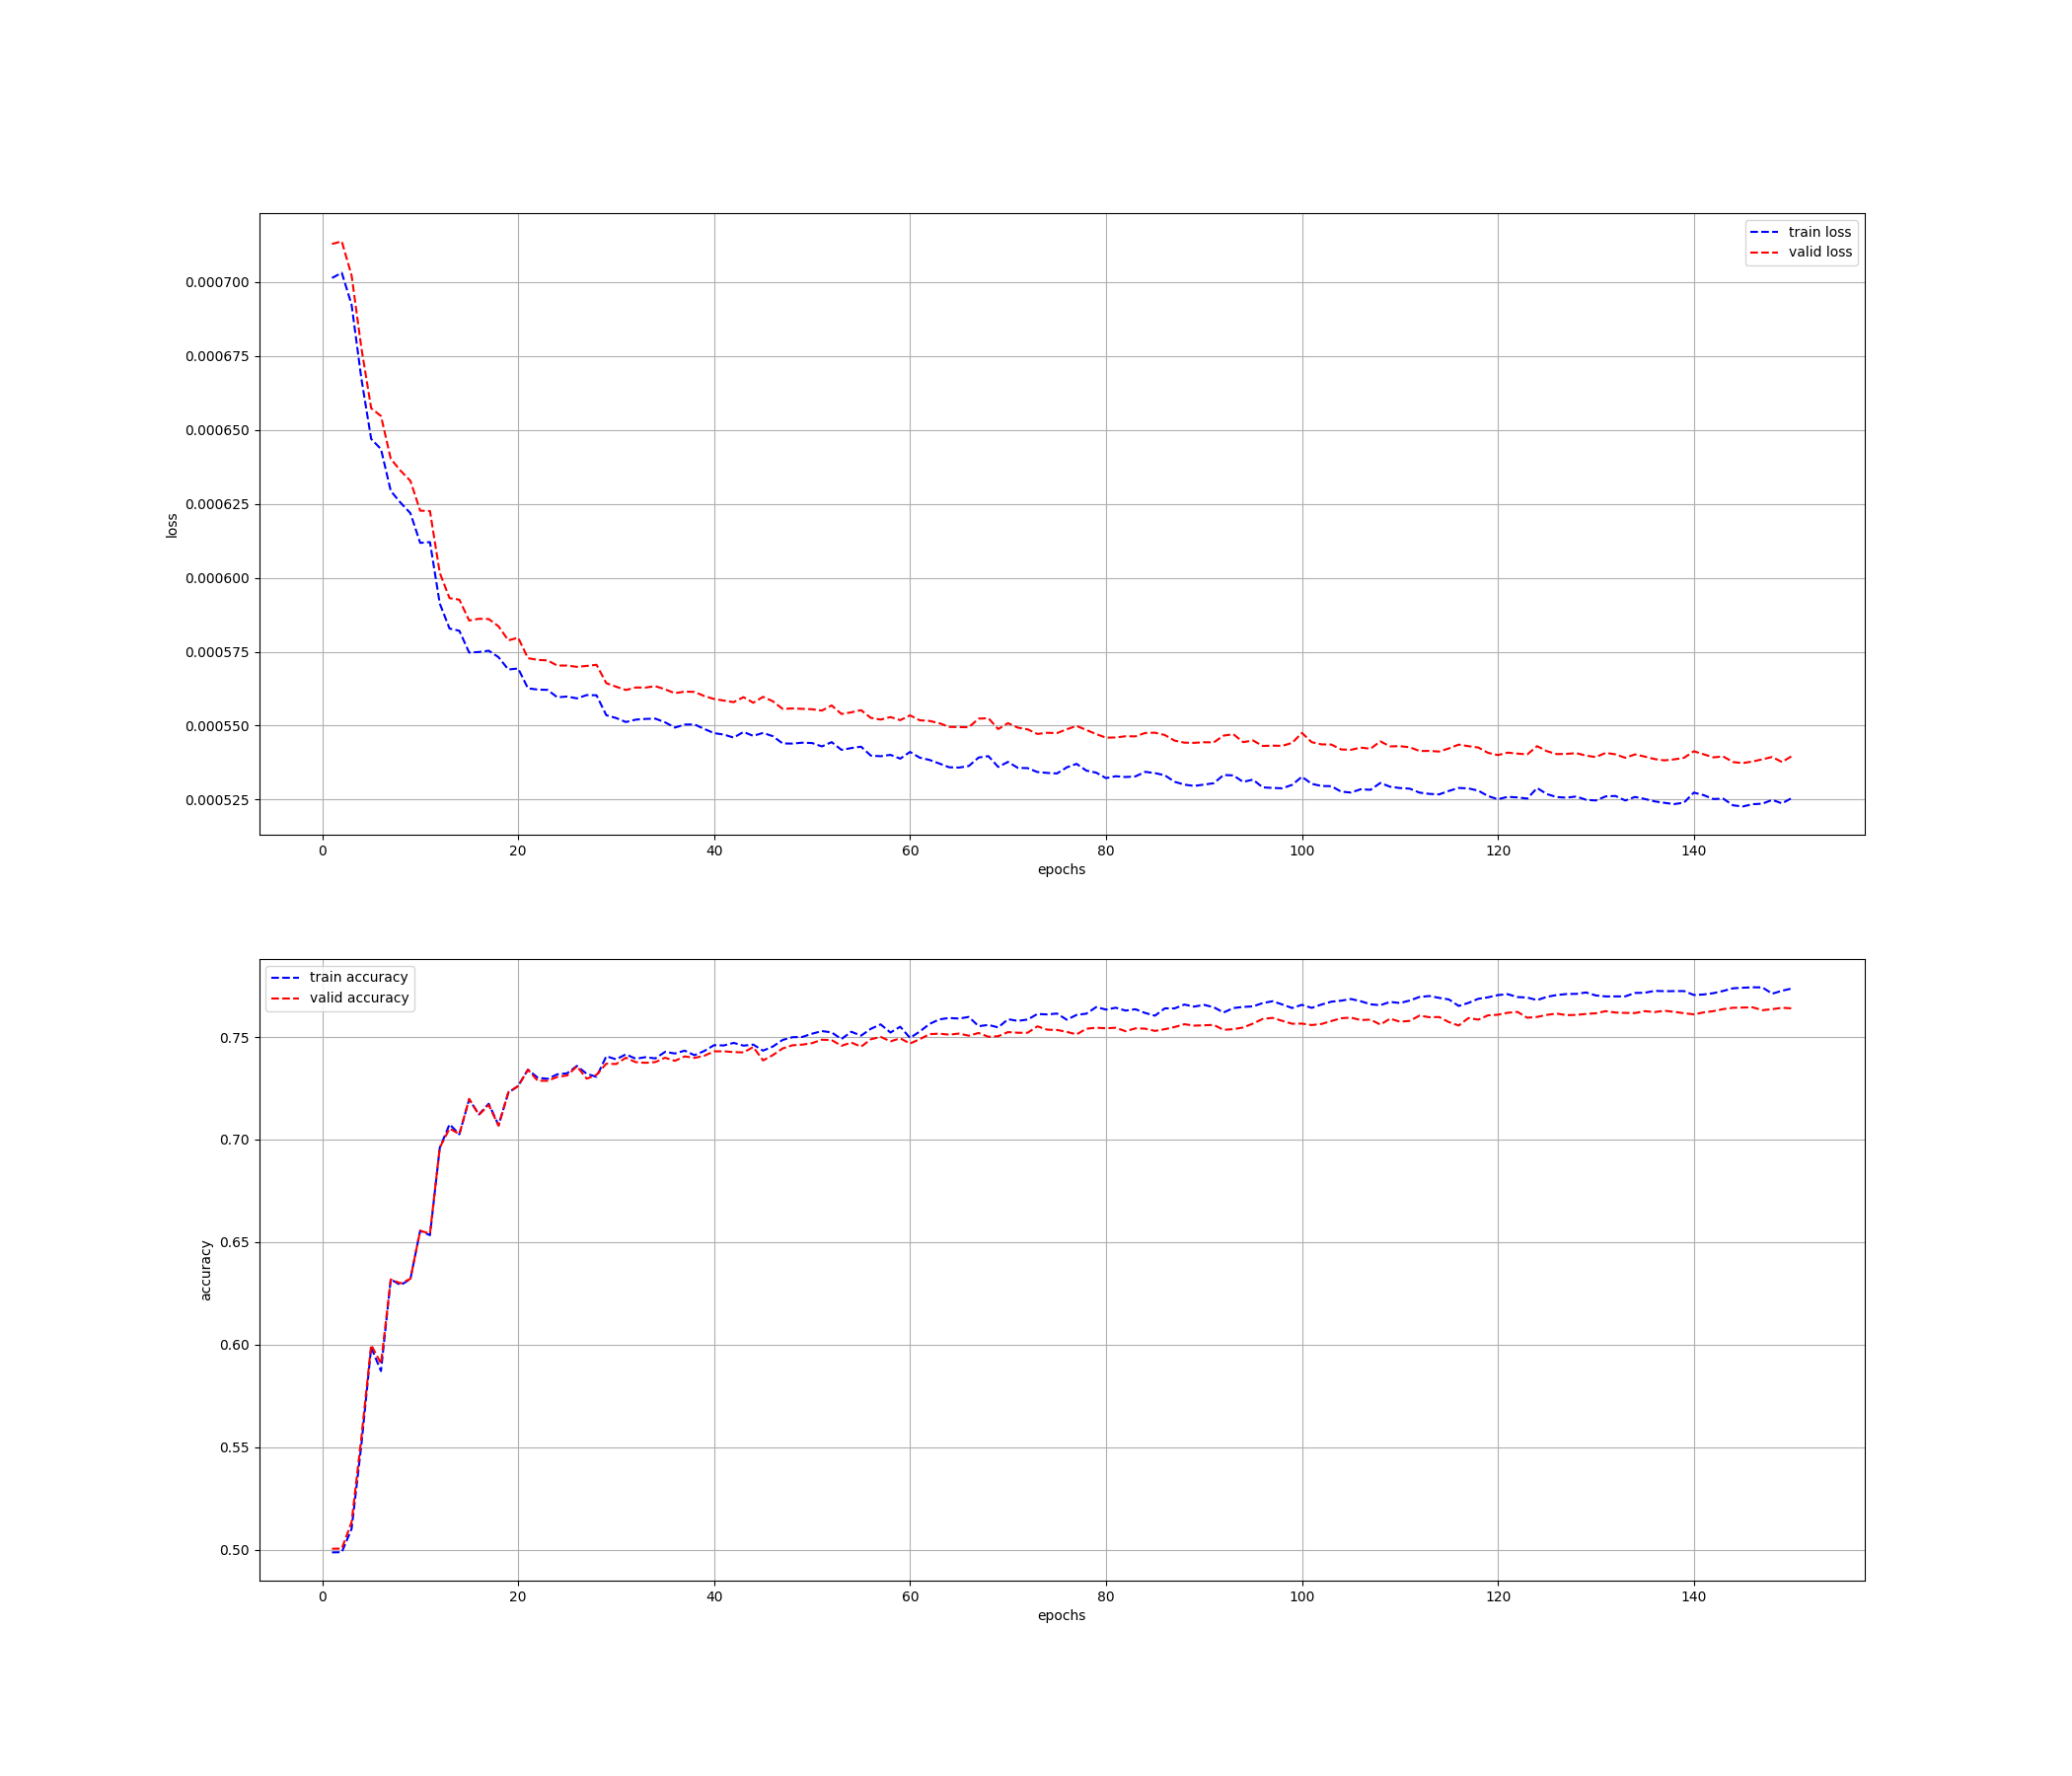 train loss
valid loss
0.000700
0.000675
0.000650
0.000625
0.000600
0.000575
0.000550
0.000525
loss
0 20 40 60 80 100 120 140
epochs
train accuracy
valid accuracy
0.75
0.70
0.65
0.60
0.55
0.50
accuracy
0 20 40 60 80 100 120 140
epochs